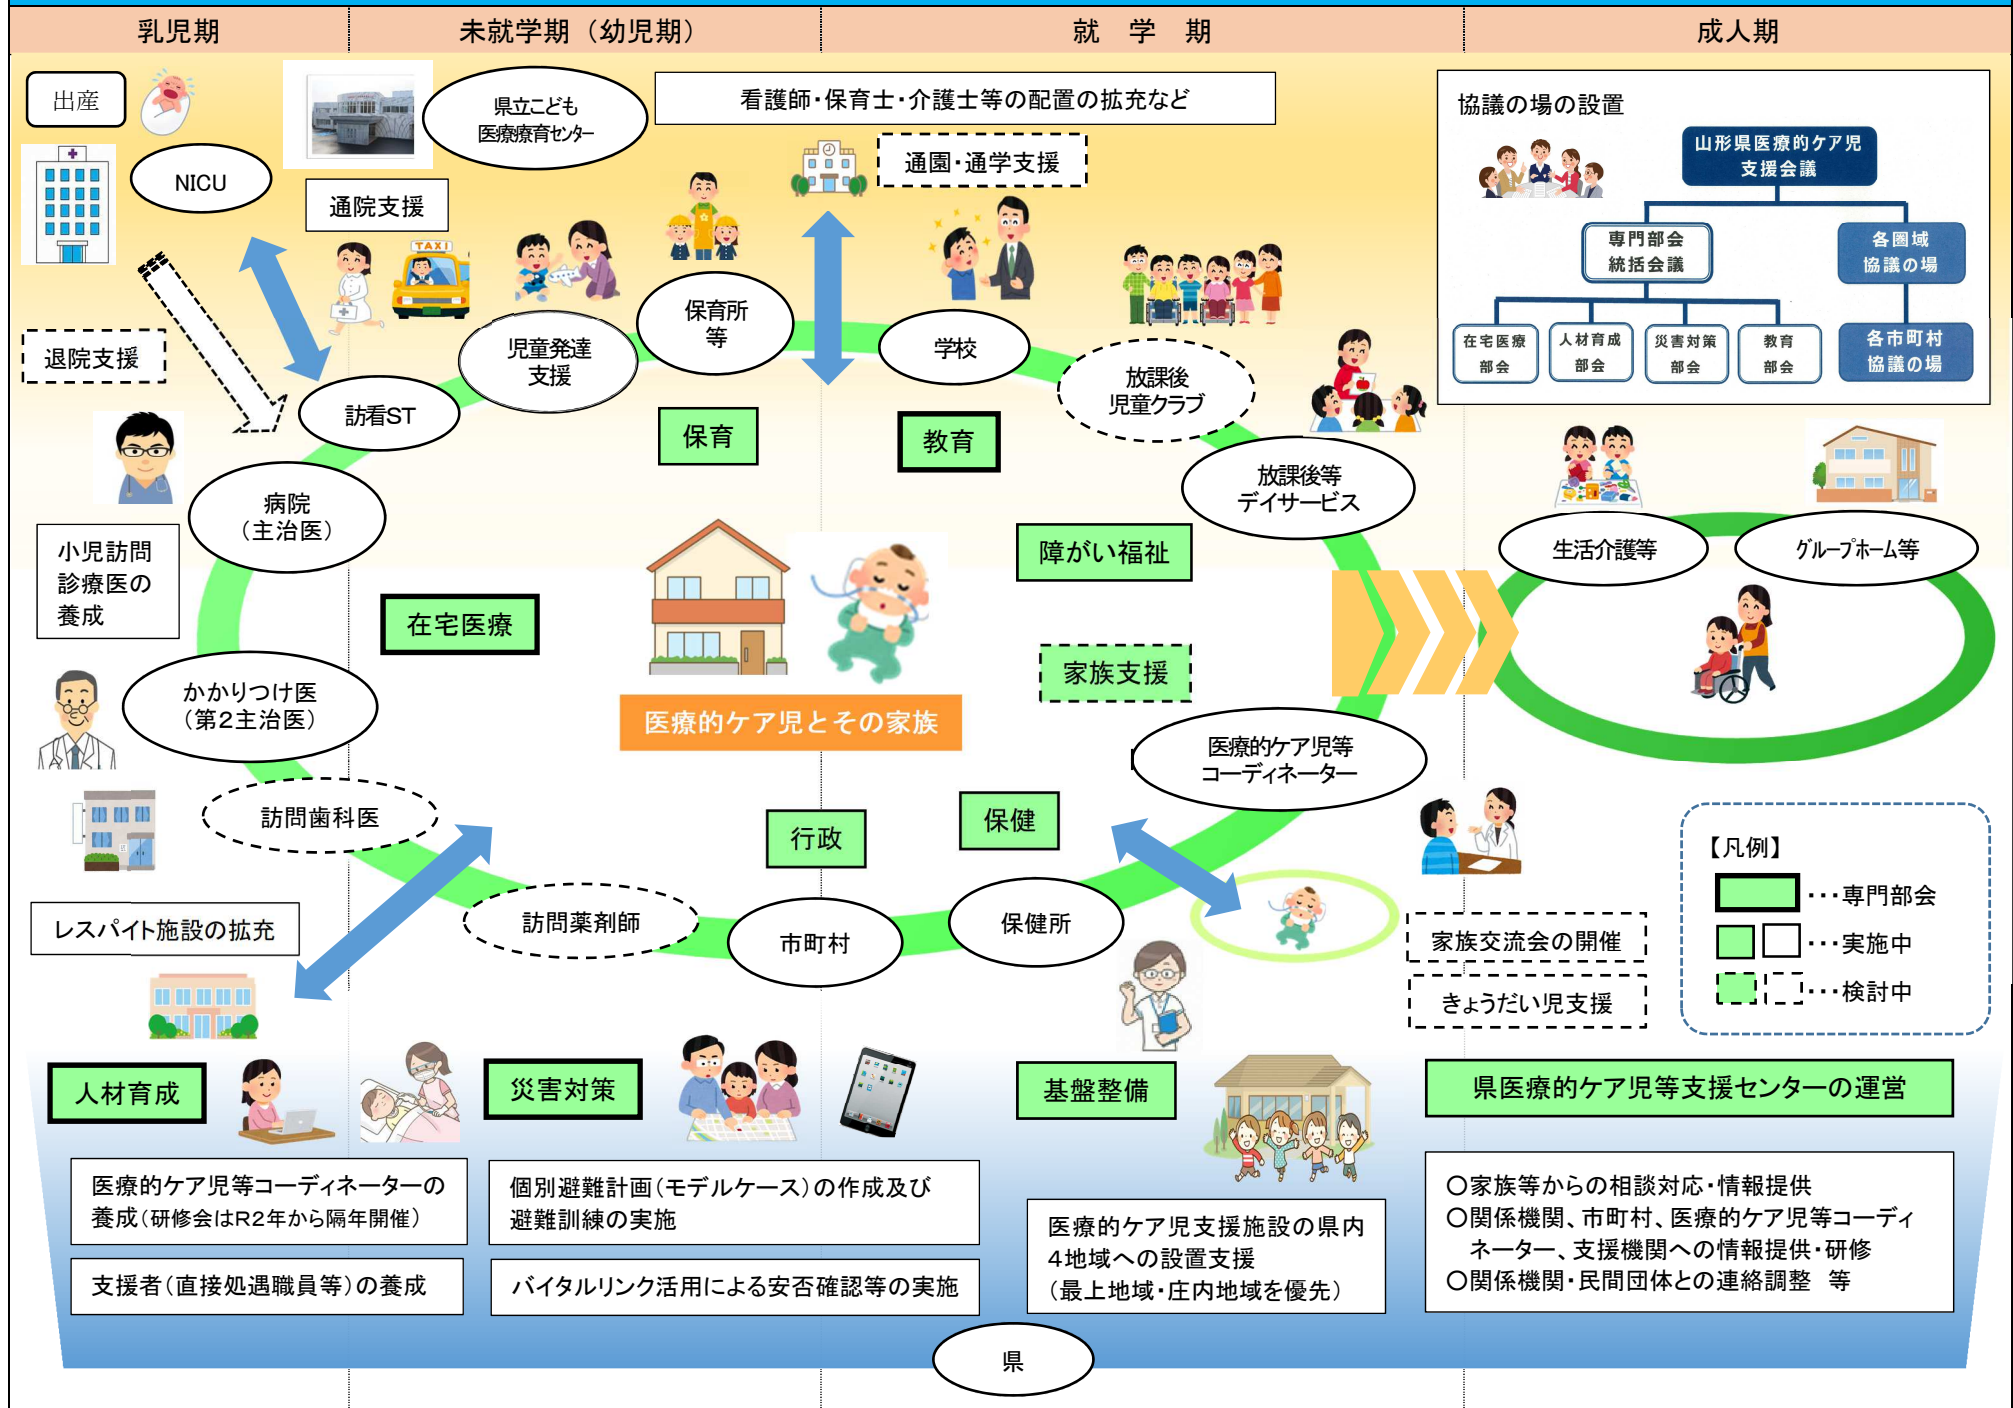 乳児期
未就学期（幼児期）
就　学　期
成人期
出産
NICU
県立こども
医療療育センター
通院支援
看護師・保育士・介護士等の配置の拡充など
通園・通学支援
協議の場の設置
山形県医療的ケア児
支援会議
専門部会
統括会議
各圏域
協議の場
在宅医療
部会
人材育成
部会
災害対策
部会
教育
部会
各市町村
協議の場
TAXI
退院支援
訪看ST
児童発達
支援
保育所
等
学校
放課後
児童クラブ
放課後等
デイサービス
保育
教育
病院
（主治医）
小児訪問
診療医の
養成
在宅医療
障がい福祉
家族支援
生活介護等
グループホーム等
かかりつけ医
（第２主治医）
医療的ケア児とその家族
医療的ケア児等
コーディネーター
訪問歯科医
行政
保健
訪問薬剤師
市町村
保健所
レスパイト施設の拡充
家族交流会の開催
きょうだい児支援
【凡例】
・・・専門部会
・・・実施中
・・・検討中
人材育成
災害対策
基盤整備
県医療的ケア児等支援センターの運営
医療的ケア児等コーディネーターの
養成（研修会はR２年から隔年開催）
支援者（直接処遇職員等）の養成
個別避難計画（モデルケース）の作成及び
避難訓練の実施
バイタルリンク活用による安否確認等の実施
医療的ケア児支援施設の県内
４地域への設置支援
（最上地域・庄内地域を優先）
〇家族等からの相談対応・情報提供
〇関係機関、市町村、医療的ケア児等コーディ
ネーター、支援機関への情報提供・研修
〇関係機関・民間団体との連絡調整　等
県